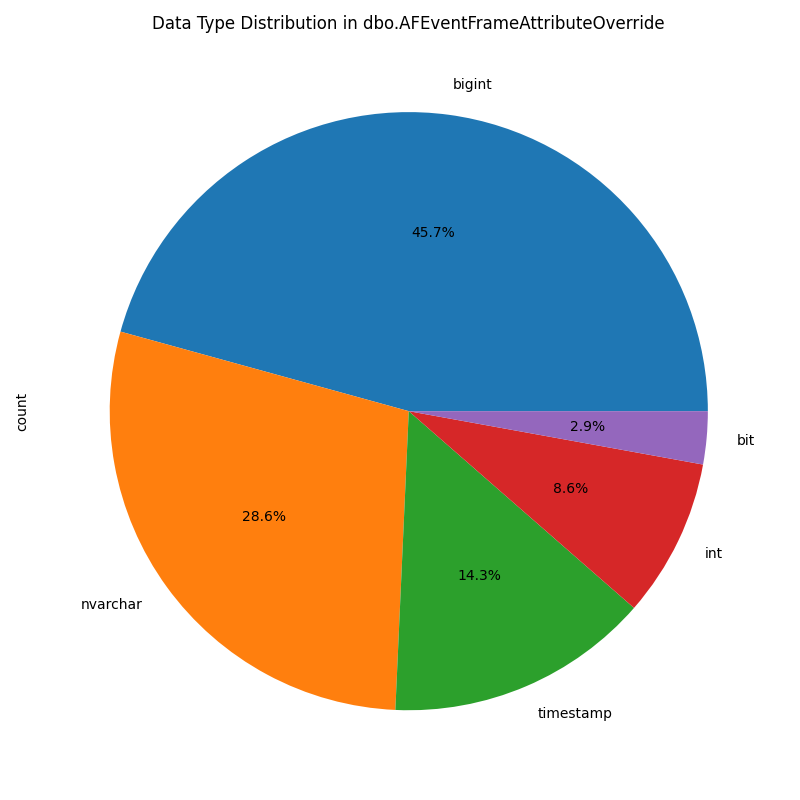 Data Type Distribution in dbo.AFEventFrameAttributeOverride
bigint
45.7%
count
2.9%
bit
8.6%
28.6%
int
14.3%
nvarchar
timestamp